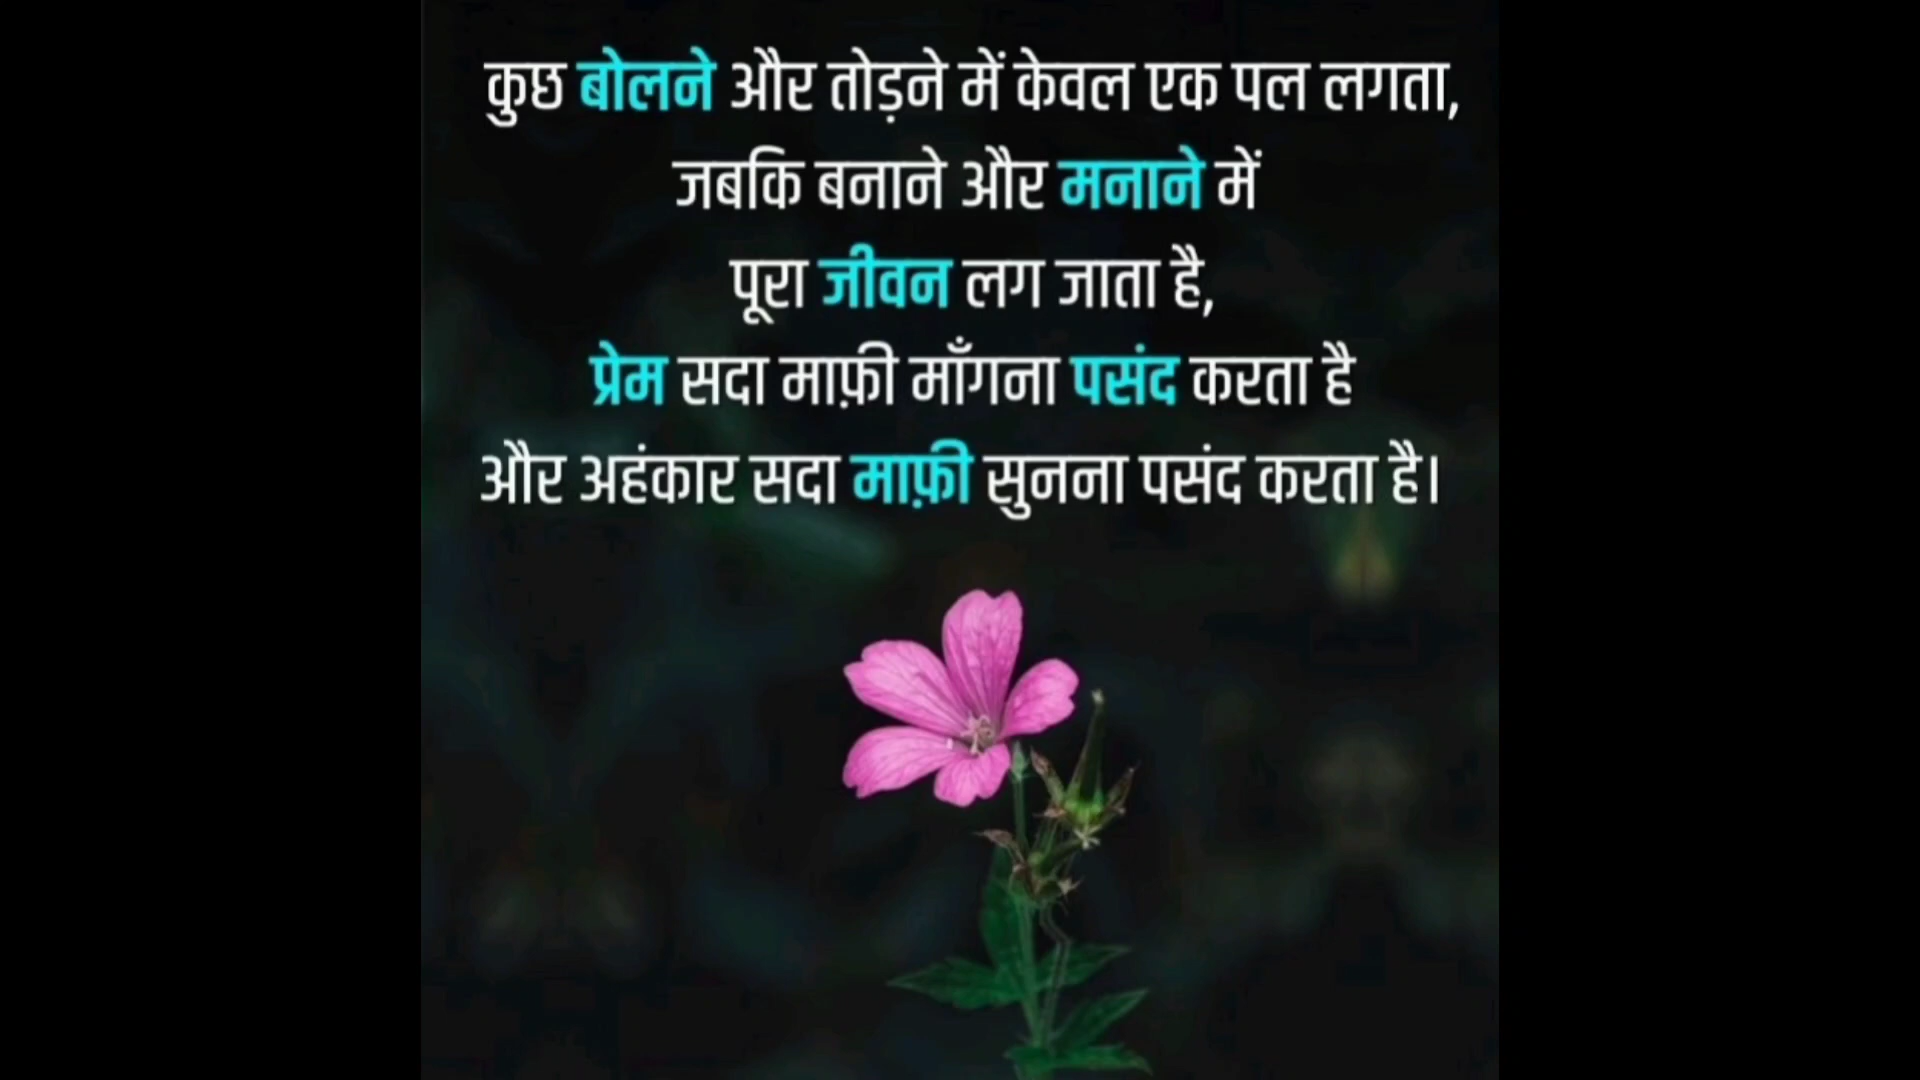 कुछ बोलने और तोड़ने में केवल एक पल लगता,
जबकि बनाने और मनाने में
पूरा जीवन लग जाता है,
प्रेम सदा माफ़ी माँगना पसंद करता है
और अहंकार सदा माफ़ी सुनना पसंद करता है।